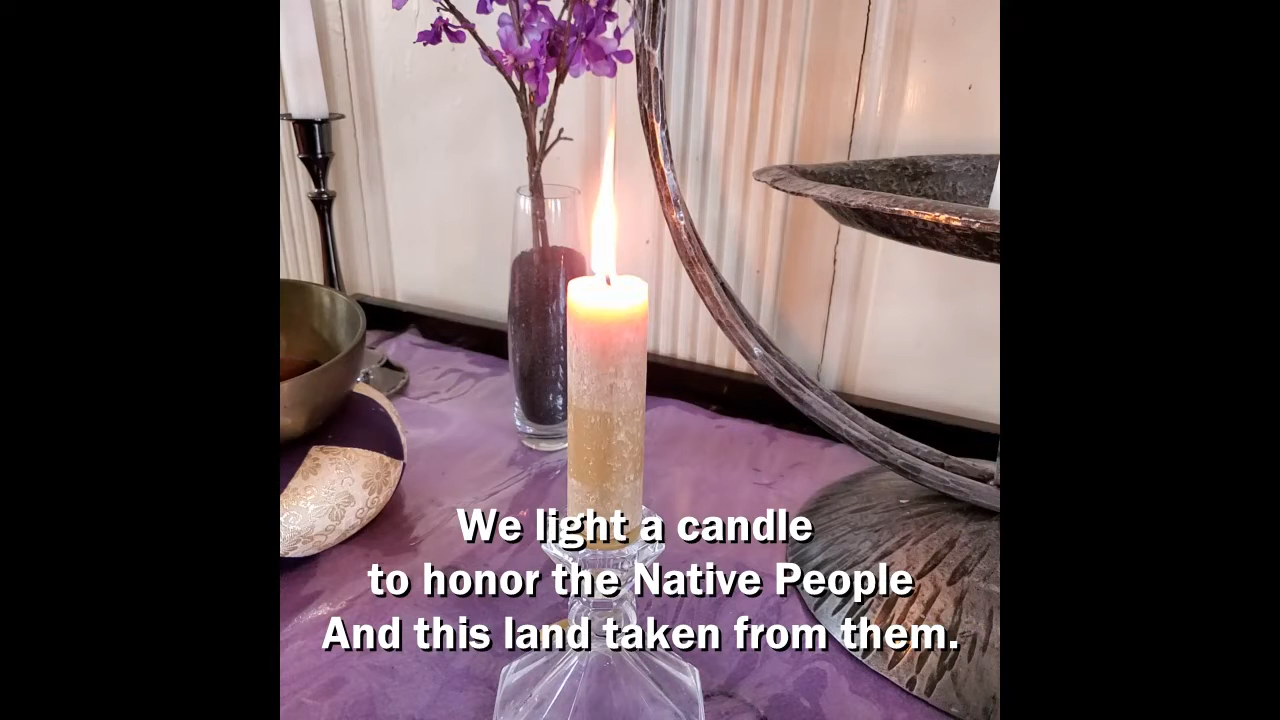 We light a candle
to honor the Native People
And this land taken from them.